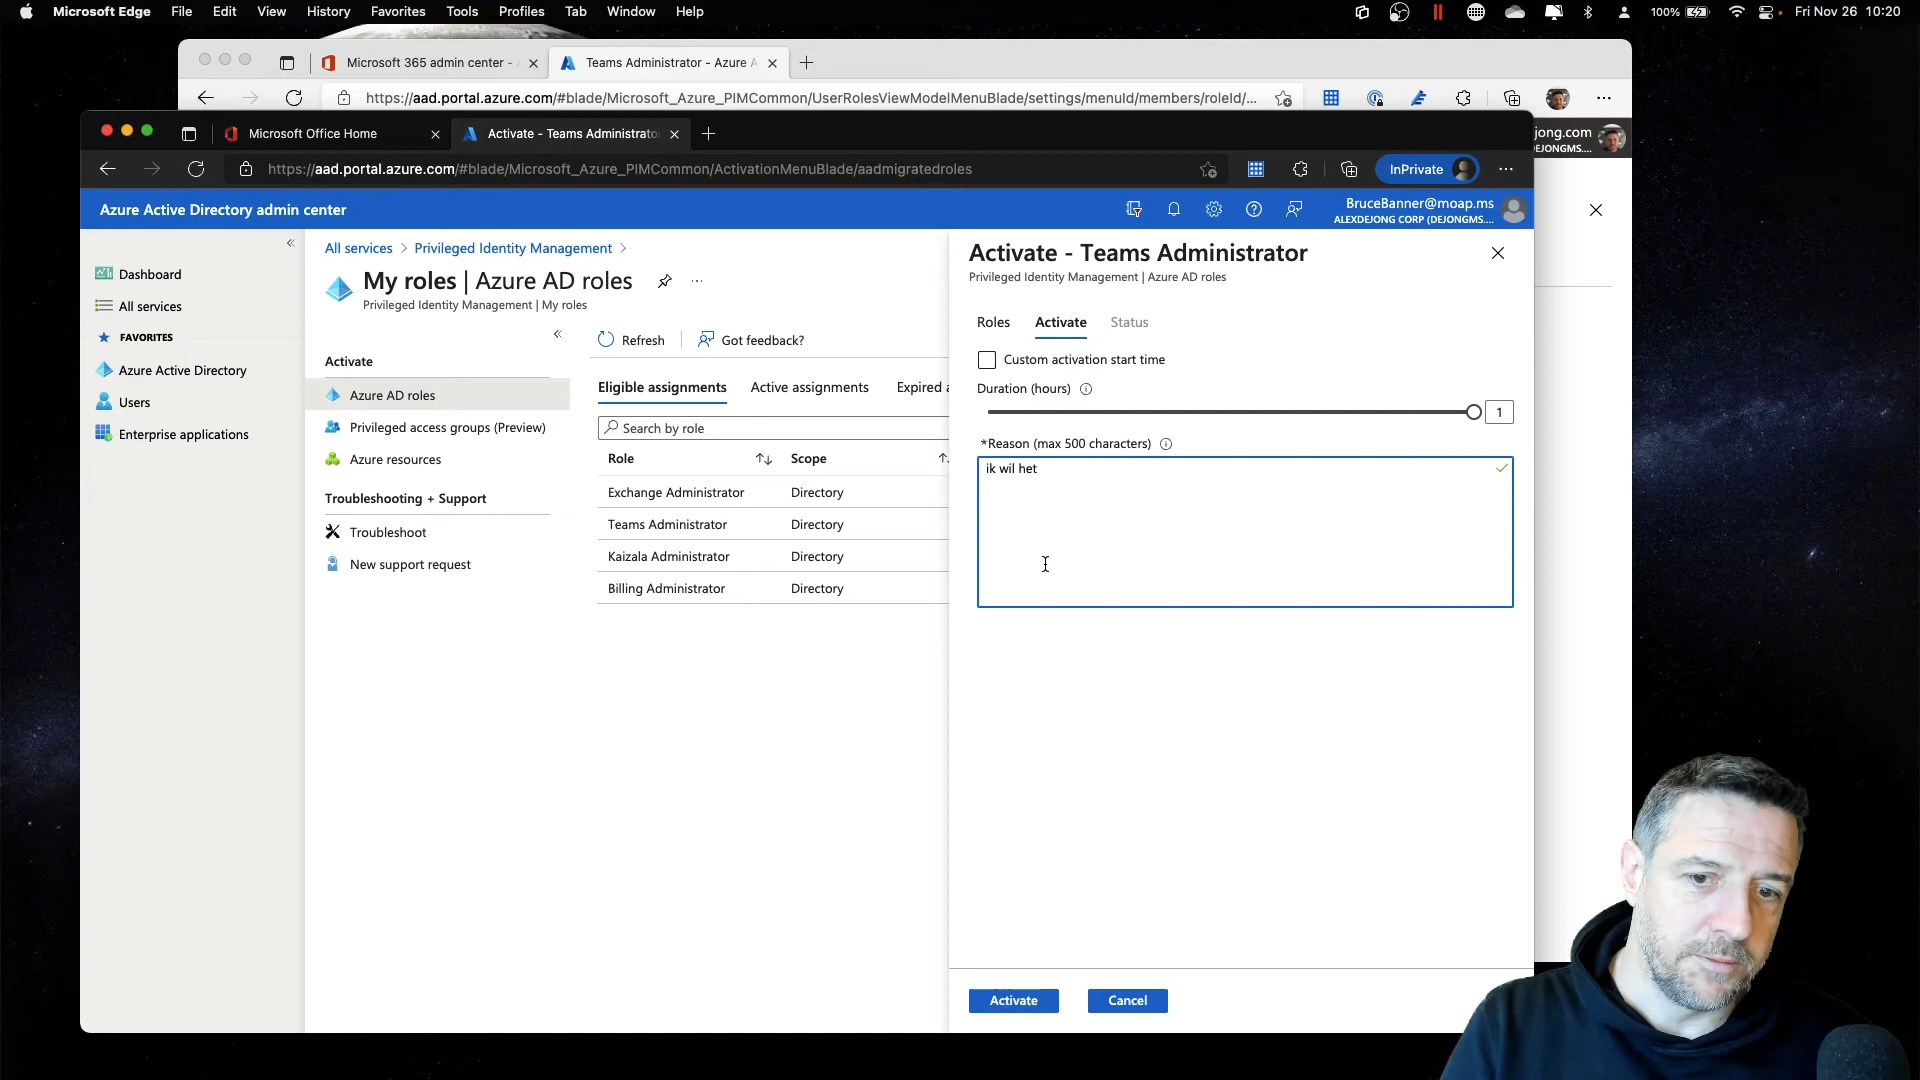 Microsoft Edge File Edit View History Favorites Tools Profiles Tab Window Help 100% Fri Nov 26 10:20
Microsoft 365 admin center - Teams Administrator - Azure A
https://aad.portal.azure.com/#blade/Microsoft_Azure_PIMCommon/UserRolesViewModelMenuBlade/settings/menuId/members/roleId/...
Microsoft Office Home Activate - Teams Administrato jong.com
EJONGMS....
https://aad.portal.azure.com/#blade/Microsoft_Azure_PIMCommon/ActivationMenuBlade/aadmigratedroles InPrivate
Azure Active Directory admin center BruceBanner@moap.ms
ALEXDEJONG CORP (DEJONGMS....
Dashboard
All services
FAVORITES
Azure Active Directory
Users
Enterprise applications
All services > Privileged Identity Management >
My roles | Azure AD roles
Privileged Identity Management | My roles
Activate
Azure AD roles
Privileged access groups (Preview)
Azure resources
Troubleshooting + Support
Troubleshoot
New support request
Refresh Got feedback?
Eligible assignments Active assignments Expired a
Search by role
Role Scope
Exchange Administrator Directory
Teams Administrator Directory
Kaizala Administrator Directory
Billing Administrator Directory
Activate - Teams Administrator
Privileged Identity Management | Azure AD roles
Roles Activate Status
Custom activation start time
Duration (hours)
1
*Reason (max 500 characters)
ik wil het
Activate Cancel